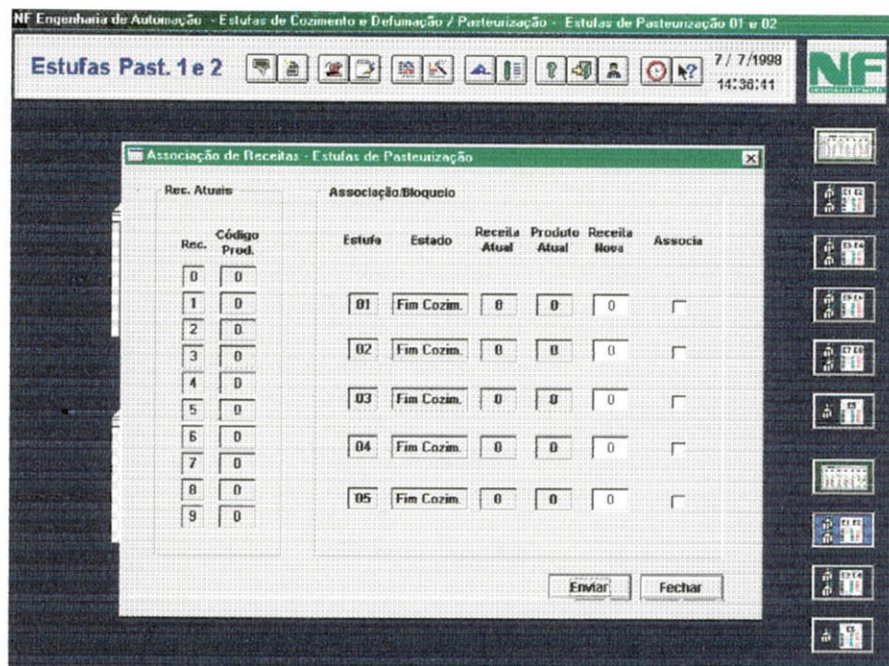 NF Engenharia de Automação - Estufas de Cozimento e Defumação / Pasteurização - Estufas de Pasteurização 01 e 02
Estufas Past. 1 e 2
7/ 7/1998
14:36:41
NF
Associação de Receitas - Estufas de Pasteurização
Rec. Atuais
Rec. Código Prod.
0 0
1 0
2 0
3 0
4 0
5 0
6 0
7 0
8 0
9 0
Associação/Bloqueio
Estufa Estado Receita Atual Produto Atual Receita Nova Associa
01 Fim Cozim. 0 0 0
02 Fim Cozim. 0 0 0
03 Fim Cozim. 0 0 0
04 Fim Cozim. 0 0 0
05 Fim Cozim. 0 0 0
Enviar Fechar